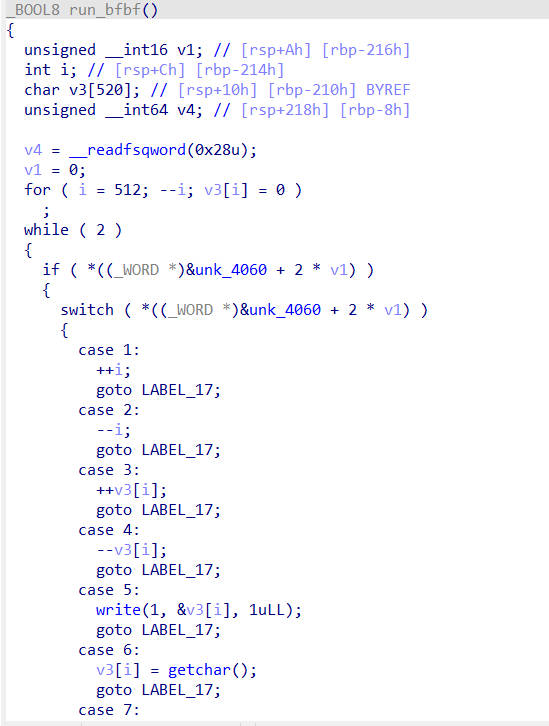 _BOOL8 run_bfbf()
{
unsigned __int16 v1; // [rsp+Ah] [rbp-216h]
int i; // [rsp+Ch] [rbp-214h]
char v3[520]; // [rsp+10h] [rbp-210h] BYREF
unsigned __int64 v4; // [rsp+218h] [rbp-8h]
v4 = __readfsqword(0x28u);
v1 = 0;
for ( i = 512; --i; v3[i] = 0 )
;
while ( 2 )
{
if ( *((_WORD *)&unk_4060 + 2 * v1) )
{
switch ( *((_WORD *)&unk_4060 + 2 * v1) )
{
case 1:
++i;
goto LABEL_17;
case 2:
--i;
goto LABEL_17;
case 3:
++v3[i];
goto LABEL_17;
case 4:
--v3[i];
goto LABEL_17;
case 5:
write(1, &v3[i], 1uLL);
goto LABEL_17;
case 6:
v3[i] = getchar();
goto LABEL_17;
case 7: